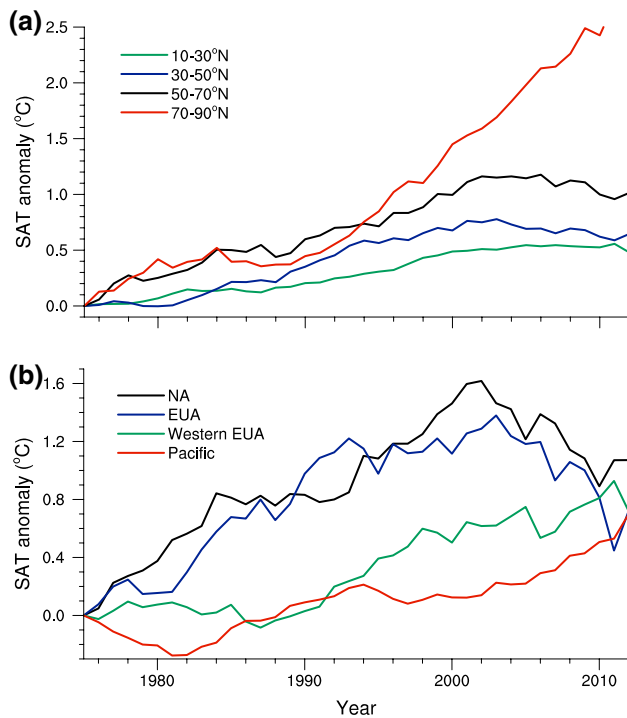 (a)
2.5
2.0
1.5
1.0
0.5
0.0
SAT anomaly (°C)
10-30°N
30-50°N
50-70°N
70-90°N
(b)
1.6
1.2
0.8
0.4
0.0
SAT anomaly (°C)
NA
EUA
Western EUA
Pacific
1980
1990
2000
2010
Year